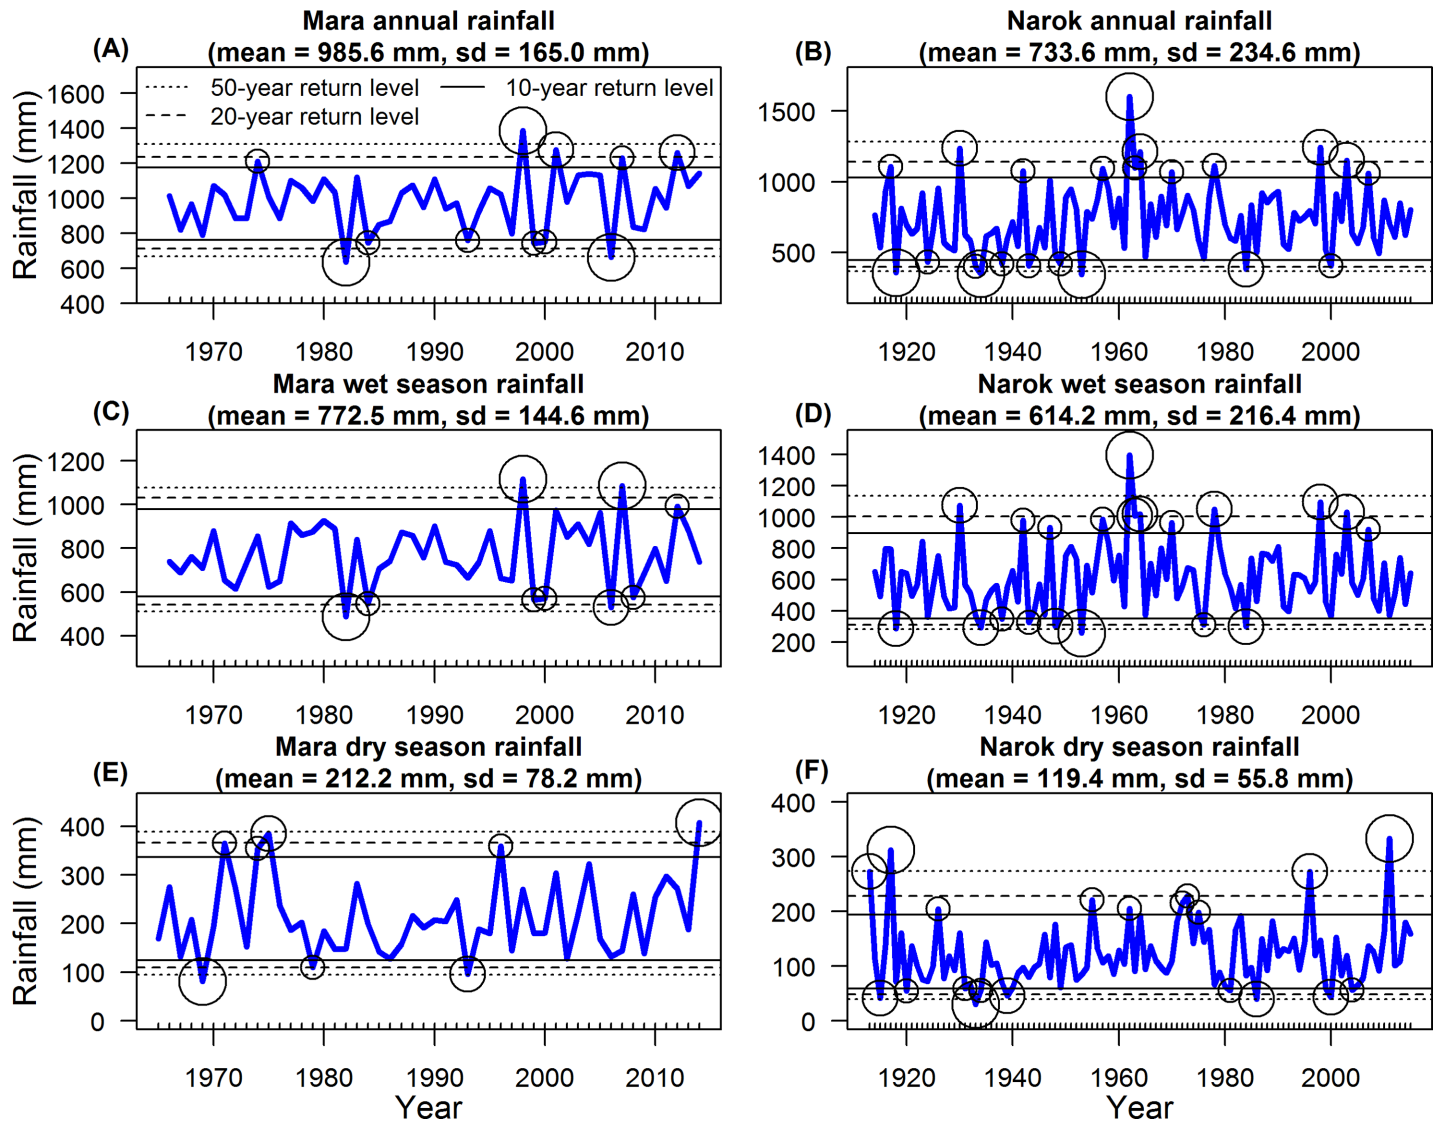 Mara annual rainfall
(A)
(mean = 985.6 mm, sd = 165.0 mm)
50-year return level
10-year return level
20-year return level
Rainfall (mm)
1600
1400
1200
1000
800
600
400
1970 1980 1990 2000 2010
Narok annual rainfall
(B)
(mean = 733.6 mm, sd = 234.6 mm)
1500
1000
500
1920 1940 1960 1980 2000
Mara wet season rainfall
(C)
(mean = 772.5 mm, sd = 144.6 mm)
Rainfall (mm)
1200
1000
800
600
400
1970 1980 1990 2000 2010
Narok wet season rainfall
(D)
(mean = 614.2 mm, sd = 216.4 mm)
1400
1200
1000
800
600
400
200
1920 1940 1960 1980 2000
Mara dry season rainfall
(E)
(mean = 212.2 mm, sd = 78.2 mm)
Rainfall (mm)
400
300
200
100
0
1970 1980 1990 2000 2010
Year
Narok dry season rainfall
(F)
(mean = 119.4 mm, sd = 55.8 mm)
400
300
200
100
0
1920 1940 1960 1980 2000
Year